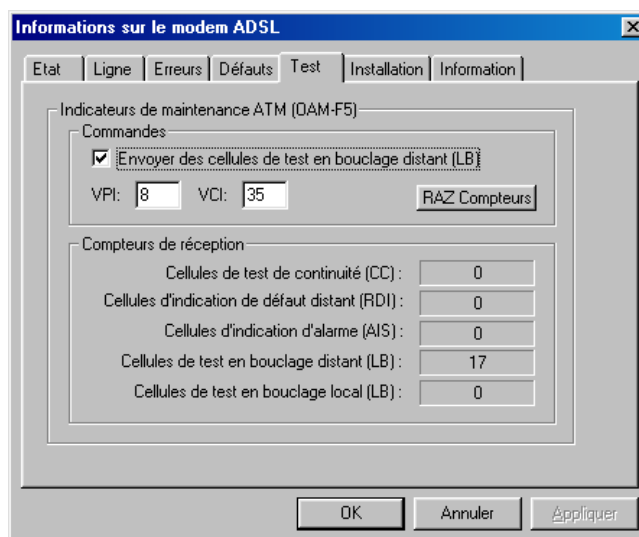 Informations sur le modem ADSL
Etat Ligne Erreurs Défauts Test Installation Information
Indicateurs de maintenance ATM (OAM-F5)
Commandes
Envoyer des cellules de test en bouclage distant (LB)
VPI: 8 VCI: 35 RAZ Compteurs
Compteurs de réception
Cellules de test de continuité (CC) : 0
Cellules d'indication de défaut distant (RDI) : 0
Cellules d'indication d'alarme (AIS) : 0
Cellules de test en bouclage distant (LB) : 17
Cellules de test en bouclage local (LB) : 0
OK Annuler Appliquer